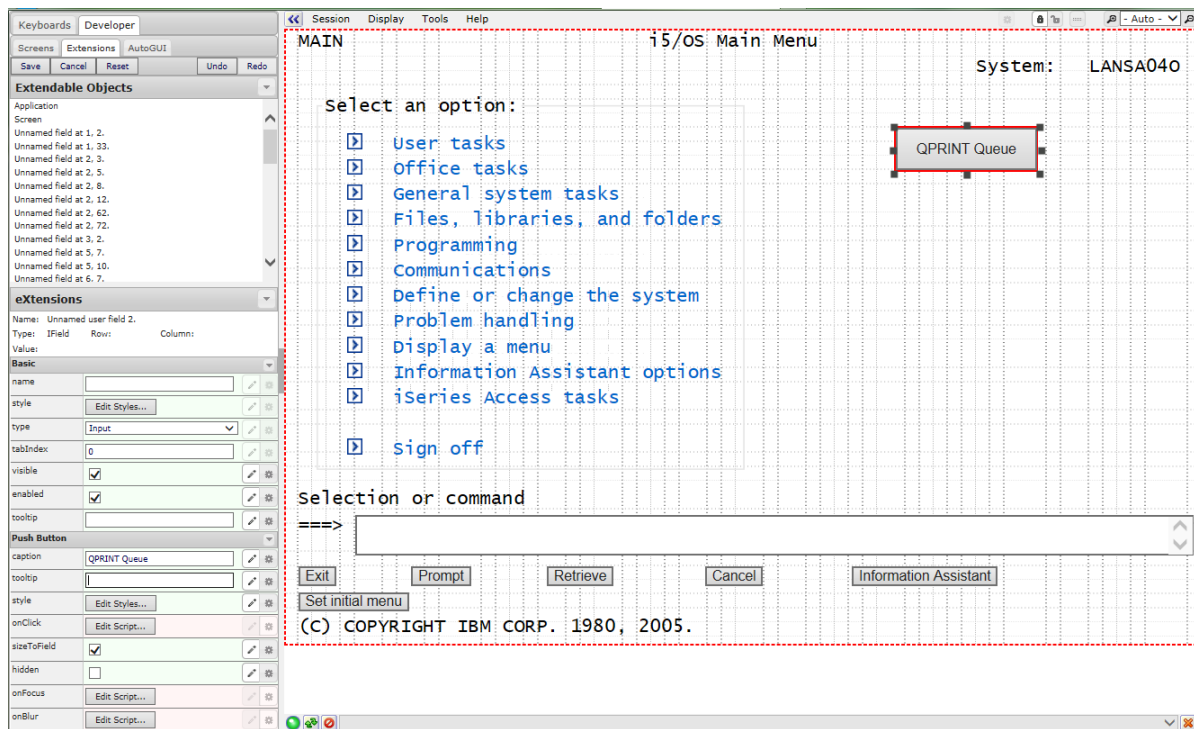 Keyboards Developer
Screens Extensions AutoGUI
Save Cancel Reset Undo Redo
Extendable Objects
Application
Screen
Unnamed field at 1, 2.
Unnamed field at 1, 33.
Unnamed field at 2, 3.
Unnamed field at 2, 5.
Unnamed field at 2, 8.
Unnamed field at 2, 12.
Unnamed field at 2, 62.
Unnamed field at 2, 72.
Unnamed field at 3, 2.
Unnamed field at 5, 7.
Unnamed field at 5, 10.
Unnamed field at 6, 7.
eXtensions
Name: Unnamed user field 2.
Type: IField Row: Column:
Value:
Basic
name
style Edit Styles...
type Input
tabIndex 0
visible
enabled
tooltip
Push Button
caption QPRINT Queue
tooltip
style Edit Styles...
onClick Edit Script...
sizeToField
hidden
onFocus Edit Script...
onBlur Edit Script...
Session Display Tools Help
- Auto -
MAIN i5/OS Main Menu
System: LANSA04O
Select an option:
QPRINT Queue
User tasks
Office tasks
General system tasks
Files, libraries, and folders
Programming
Communications
Define or change the system
Problem handling
Display a menu
Information Assistant options
iSeries Access tasks
Sign off
Selection or command
===>
Exit Prompt Retrieve Cancel Information Assistant
Set initial menu
(C) COPYRIGHT IBM CORP. 1980, 2005.